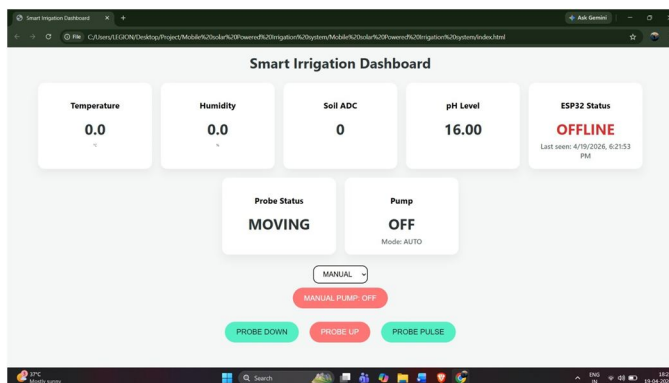 Smart Irrigation Dashboard
Ask Gemini
File C:/Users/LEGION/Desktop/Project/Mobile%20solar%20Powered%20Irrigation%20system/Mobile%20solar%20Powered%20Irrigation%20system/index.html
Smart Irrigation Dashboard
Temperature
0.0
Humidity
0.0
%
Soil ADC
0
pH Level
16.00
ESP32 Status
OFFLINE
Last seen: 4/19/2026, 6:21:53
PM
Probe Status
MOVING
Pump
OFF
Mode: AUTO
MANUAL
MANUAL PUMP: OFF
PROBE DOWN
PROBE UP
PROBE PULSE
37°C
Mostly sunny
Search
ENG
IN